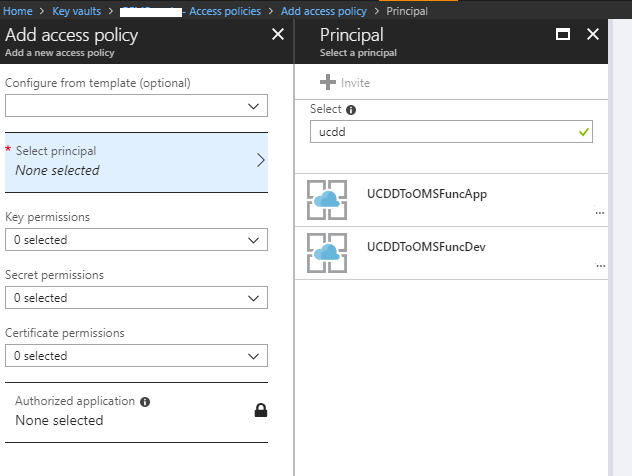 Home > Key vaults > - Access policies > Add access policy > Principal
Add access policy
Add a new access policy
Configure from template (optional)
* Select principal
None selected
Key permissions
0 selected
Secret permissions
0 selected
Certificate permissions
0 selected
Authorized application
None selected
Principal
Select a principal
Invite
Select
ucdd
UCDDToOMSFuncApp
...
UCDDToOMSFuncDev
...